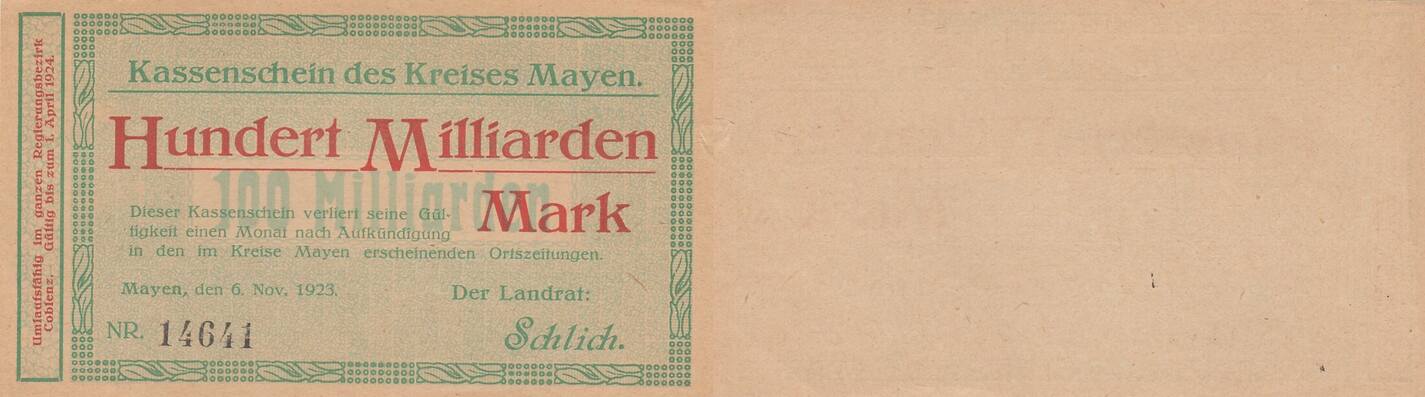 Umlaufsfähig im ganzen Regierungsbezirk
Coblenz. Gültig bis zum 1. April 1924.
Kassenschein des Kreises Mayen.
Hundert Milliarden
100 Milliarden
Mark
Dieser Kassenschein verliert seine Gül-
tigkeit einen Monat nach Aufkündigung
in den im Kreise Mayen erscheinenden Ortszeitungen.
Mayen, den 6. Nov. 1923.
Der Landrat:
NR. 14641
Schlich.